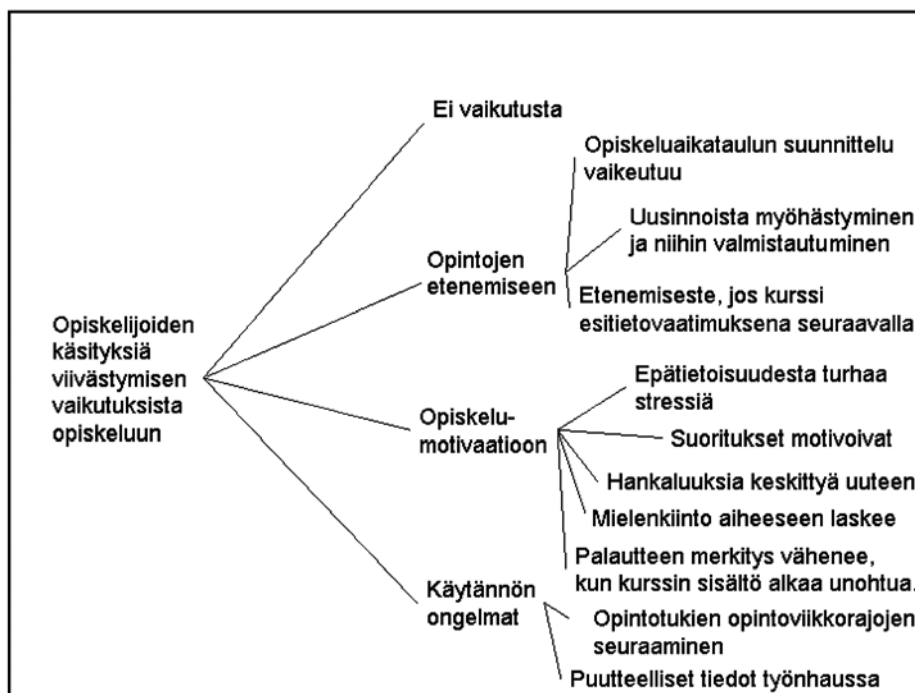 Opiskelijoiden
käsityksiä
viivästymisen
vaikutuksista
opiskeluun
Ei vaikutusta
Opintojen
etenemiseen
Opiskeluaikataulun suunnittelu
vaikeutuu
Uusinnoista myöhästyminen
ja niihin valmistautuminen
Etenemiseste, jos kurssi
esitietovaatimuksena seuraavalla
Opiskelu-
motivaatioon
Epätietoisuudesta turhaa
stressiä
Suoritukset motivoivat
Hankaluuksia keskittyä uuteen
Mielenkiinto aiheeseen laskee
Palautteen merkitys vähenee,
kun kurssin sisältö alkaa unohtua.
Käytännön
ongelmat
Opintotukien opintoviikkorajojen
seuraaminen
Puutteelliset tiedot työnhaussa